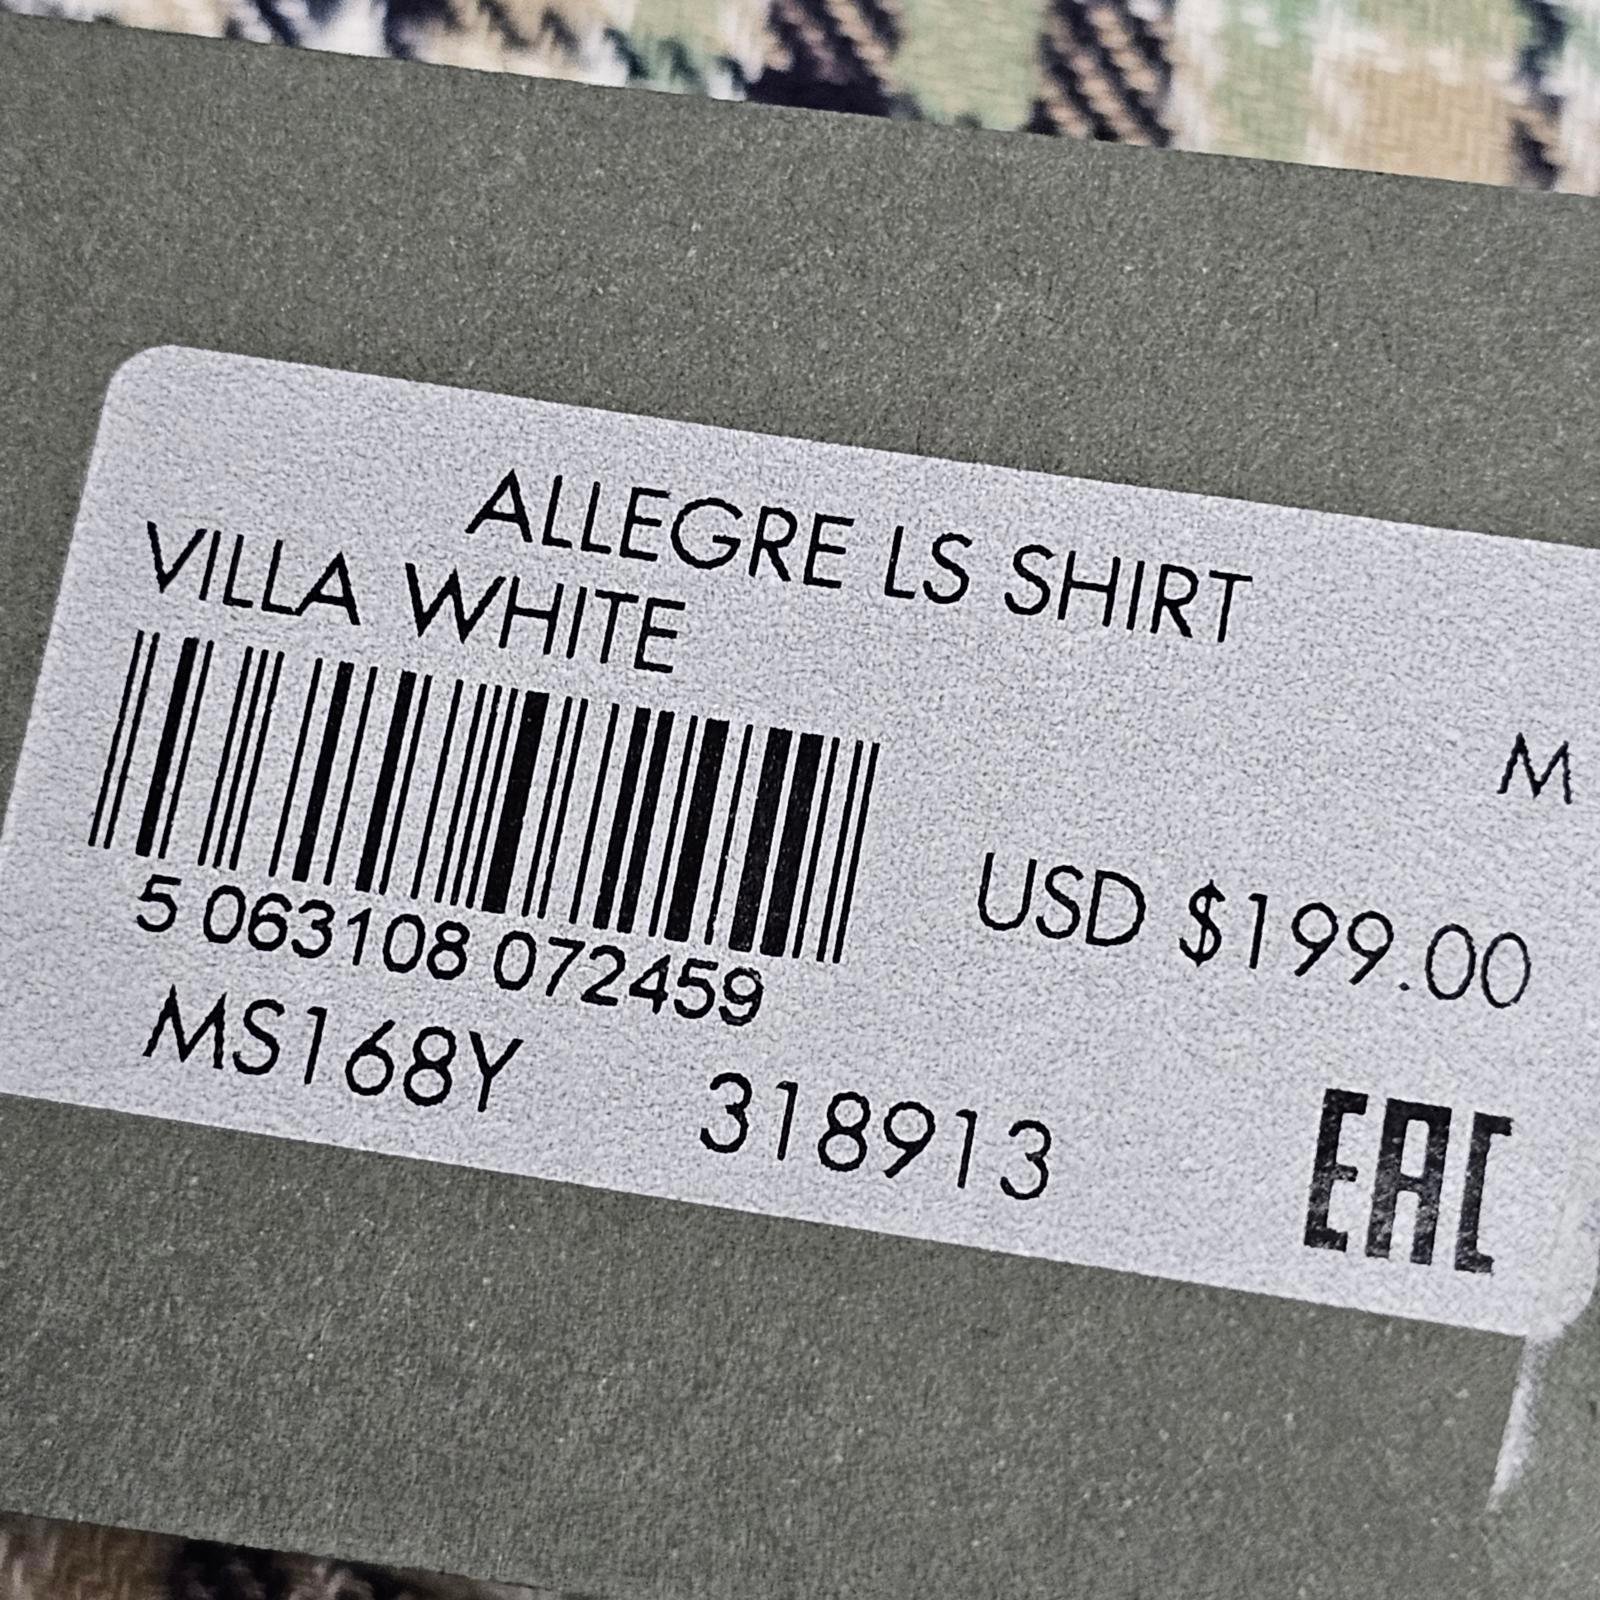 ALLEGRE LS SHIRT
VILLA WHITE
M
5 063108 072459
USD $199.00
MS168Y 318913
EAC